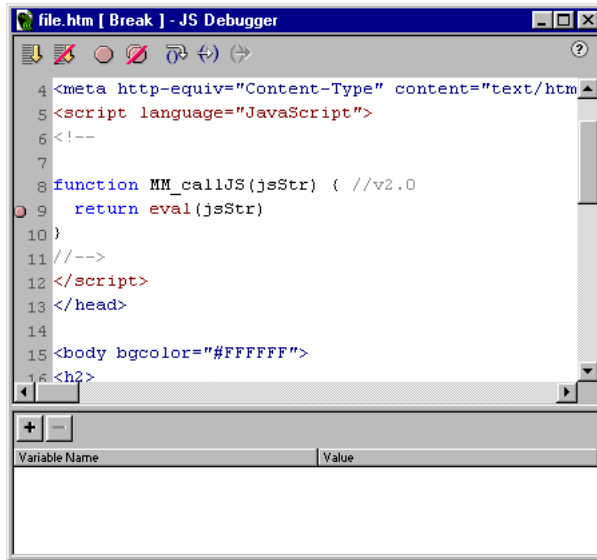 file.htm [ Break ] - JS Debugger
?
4 <meta http-equiv="Content-Type" content="text/htm
5 <script language="JavaScript">
6 <!--
7
8 function MM_callJS(jsStr) { //v2.0
9   return eval(jsStr)
10 }
11 //-->
12 </script>
13 </head>
14
15 <body bgcolor="#FFFFFF">
16 <h2>
+ −
Variable Name Value